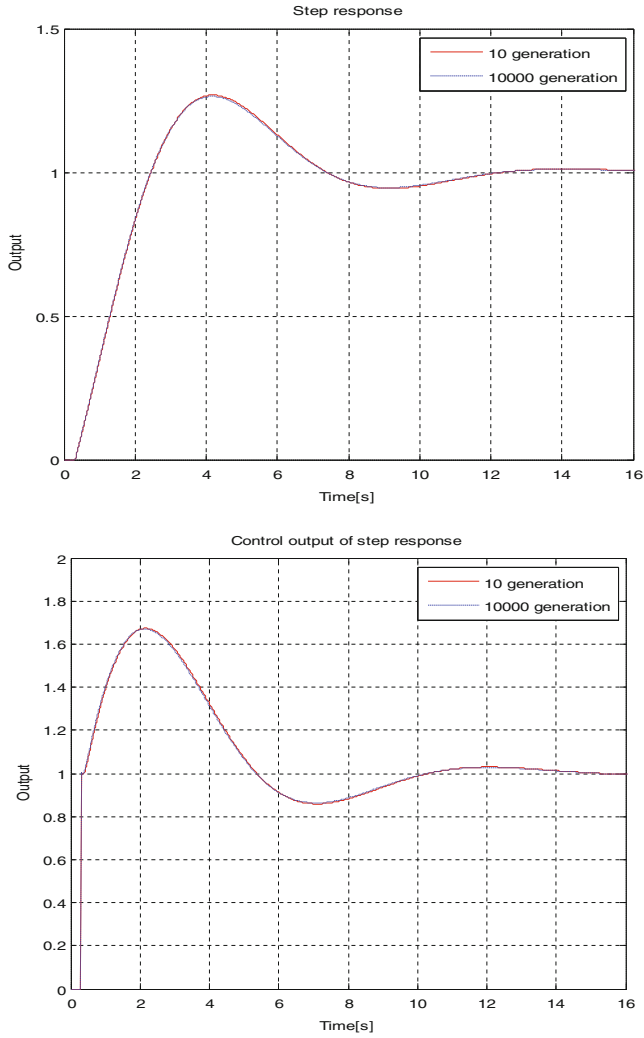 Step response
1.5
10 generation
10000 generation
1
Output
0.5
0
0 2 4 6 8 10 12 14 16
Time[s]
Control output of step response
2
10 generation
1.8
10000 generation
1.6
1.4
1.2
1
Output
0.8
0.6
0.4
0.2
0
0 2 4 6 8 10 12 14 16
Time[s]